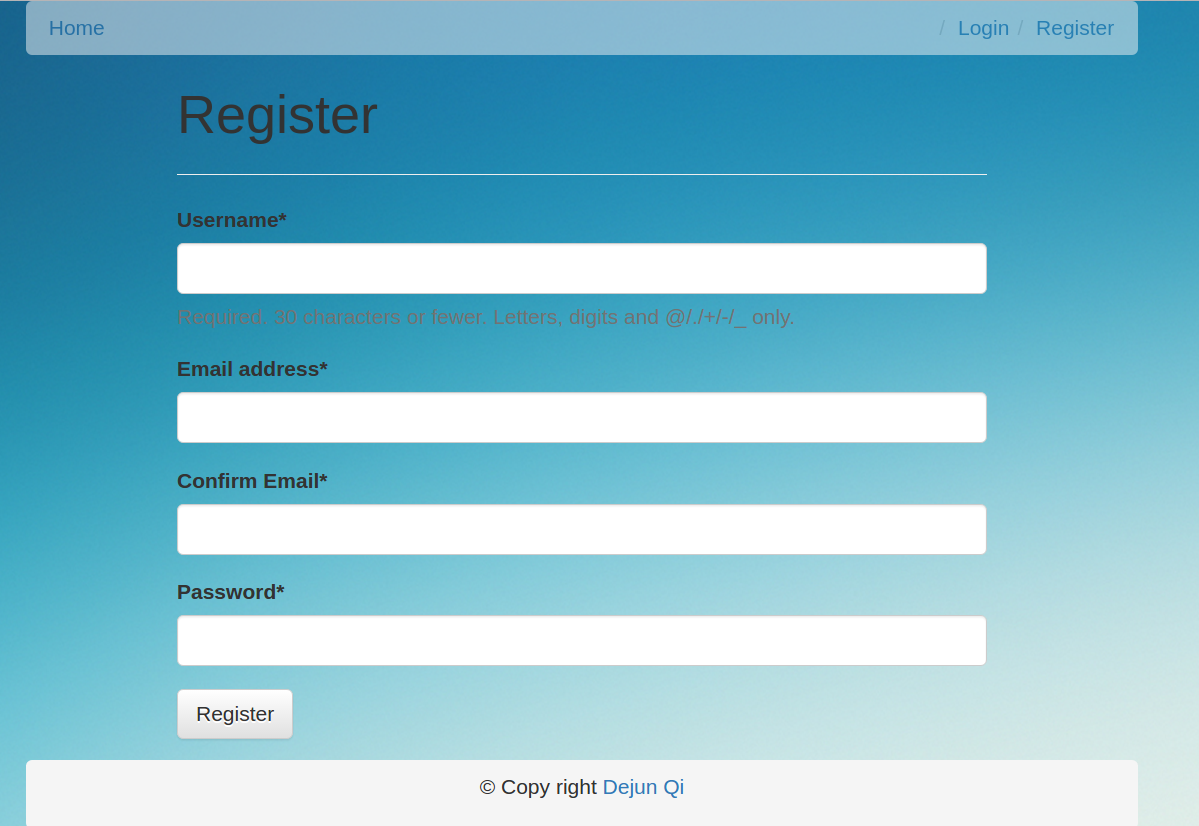 Home / Login / Register
Register
Username*
Required. 30 characters or fewer. Letters, digits and @/./+/-/_ only.
Email address*
Confirm Email*
Password*
Register
© Copy right Dejun Qi